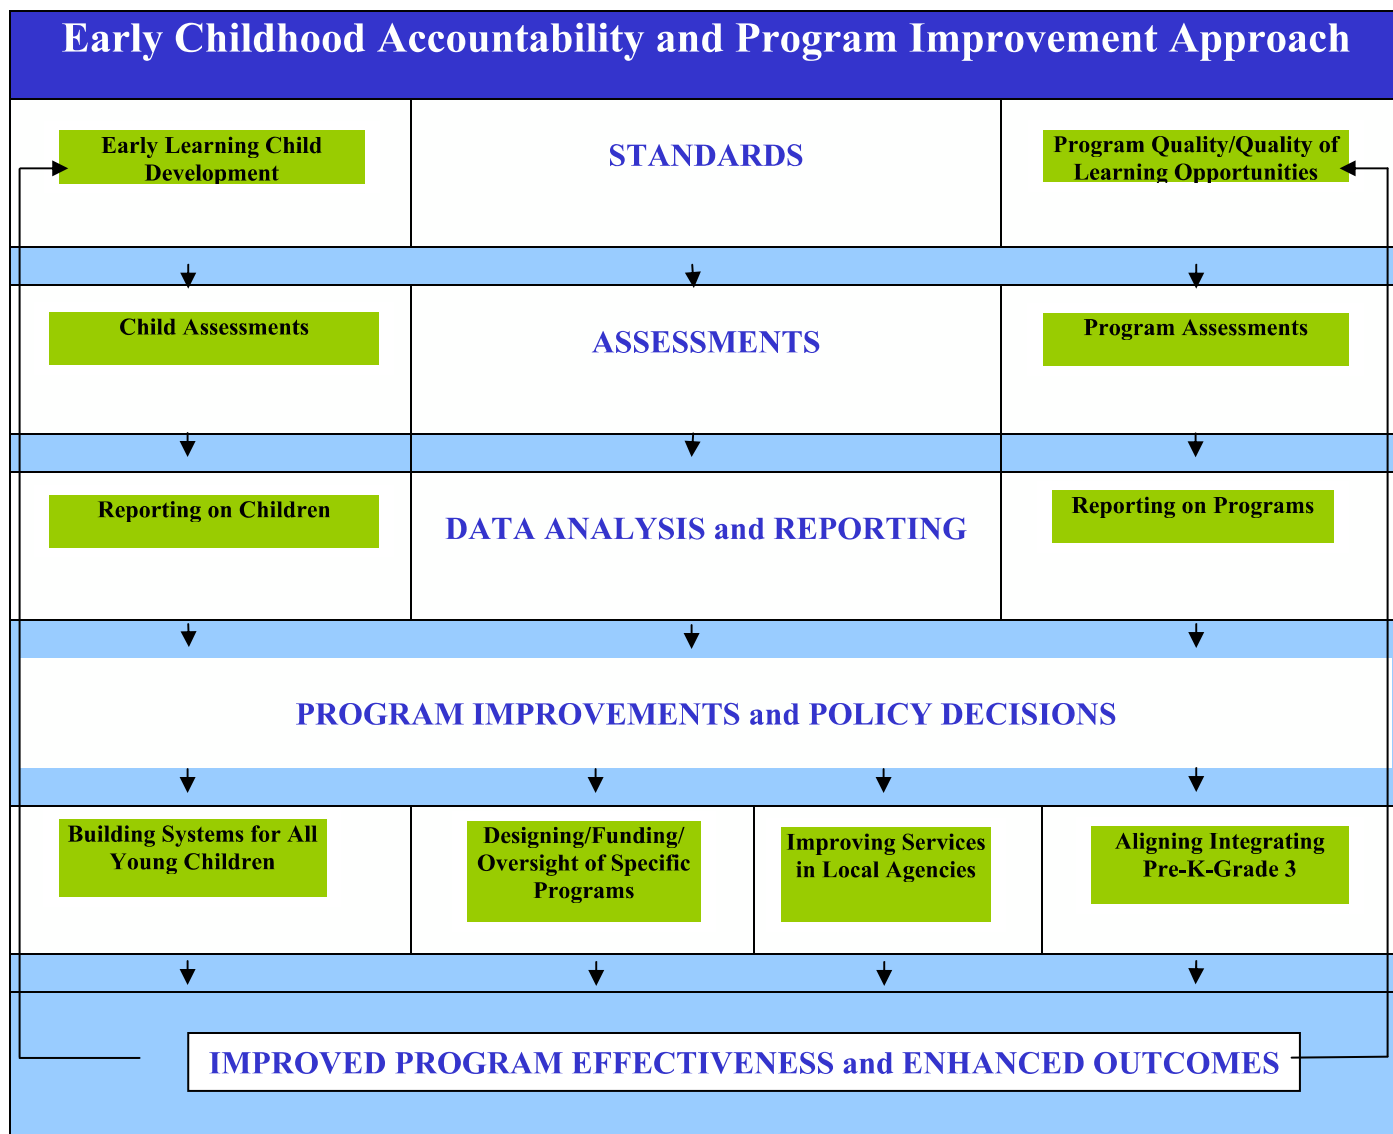 Early Childhood Accountability and Program Improvement Approach
Early Learning Child
Development
STANDARDS
Program Quality/Quality of
Learning Opportunities
Child Assessments
ASSESSMENTS
Program Assessments
Reporting on Children
DATA ANALYSIS and REPORTING
Reporting on Programs
PROGRAM IMPROVEMENTS and POLICY DECISIONS
Building Systems for All
Young Children
Designing/Funding/
Oversight of Specific
Programs
Improving Services
in Local Agencies
Aligning Integrating
Pre-K-Grade 3
IMPROVED PROGRAM EFFECTIVENESS and ENHANCED OUTCOMES